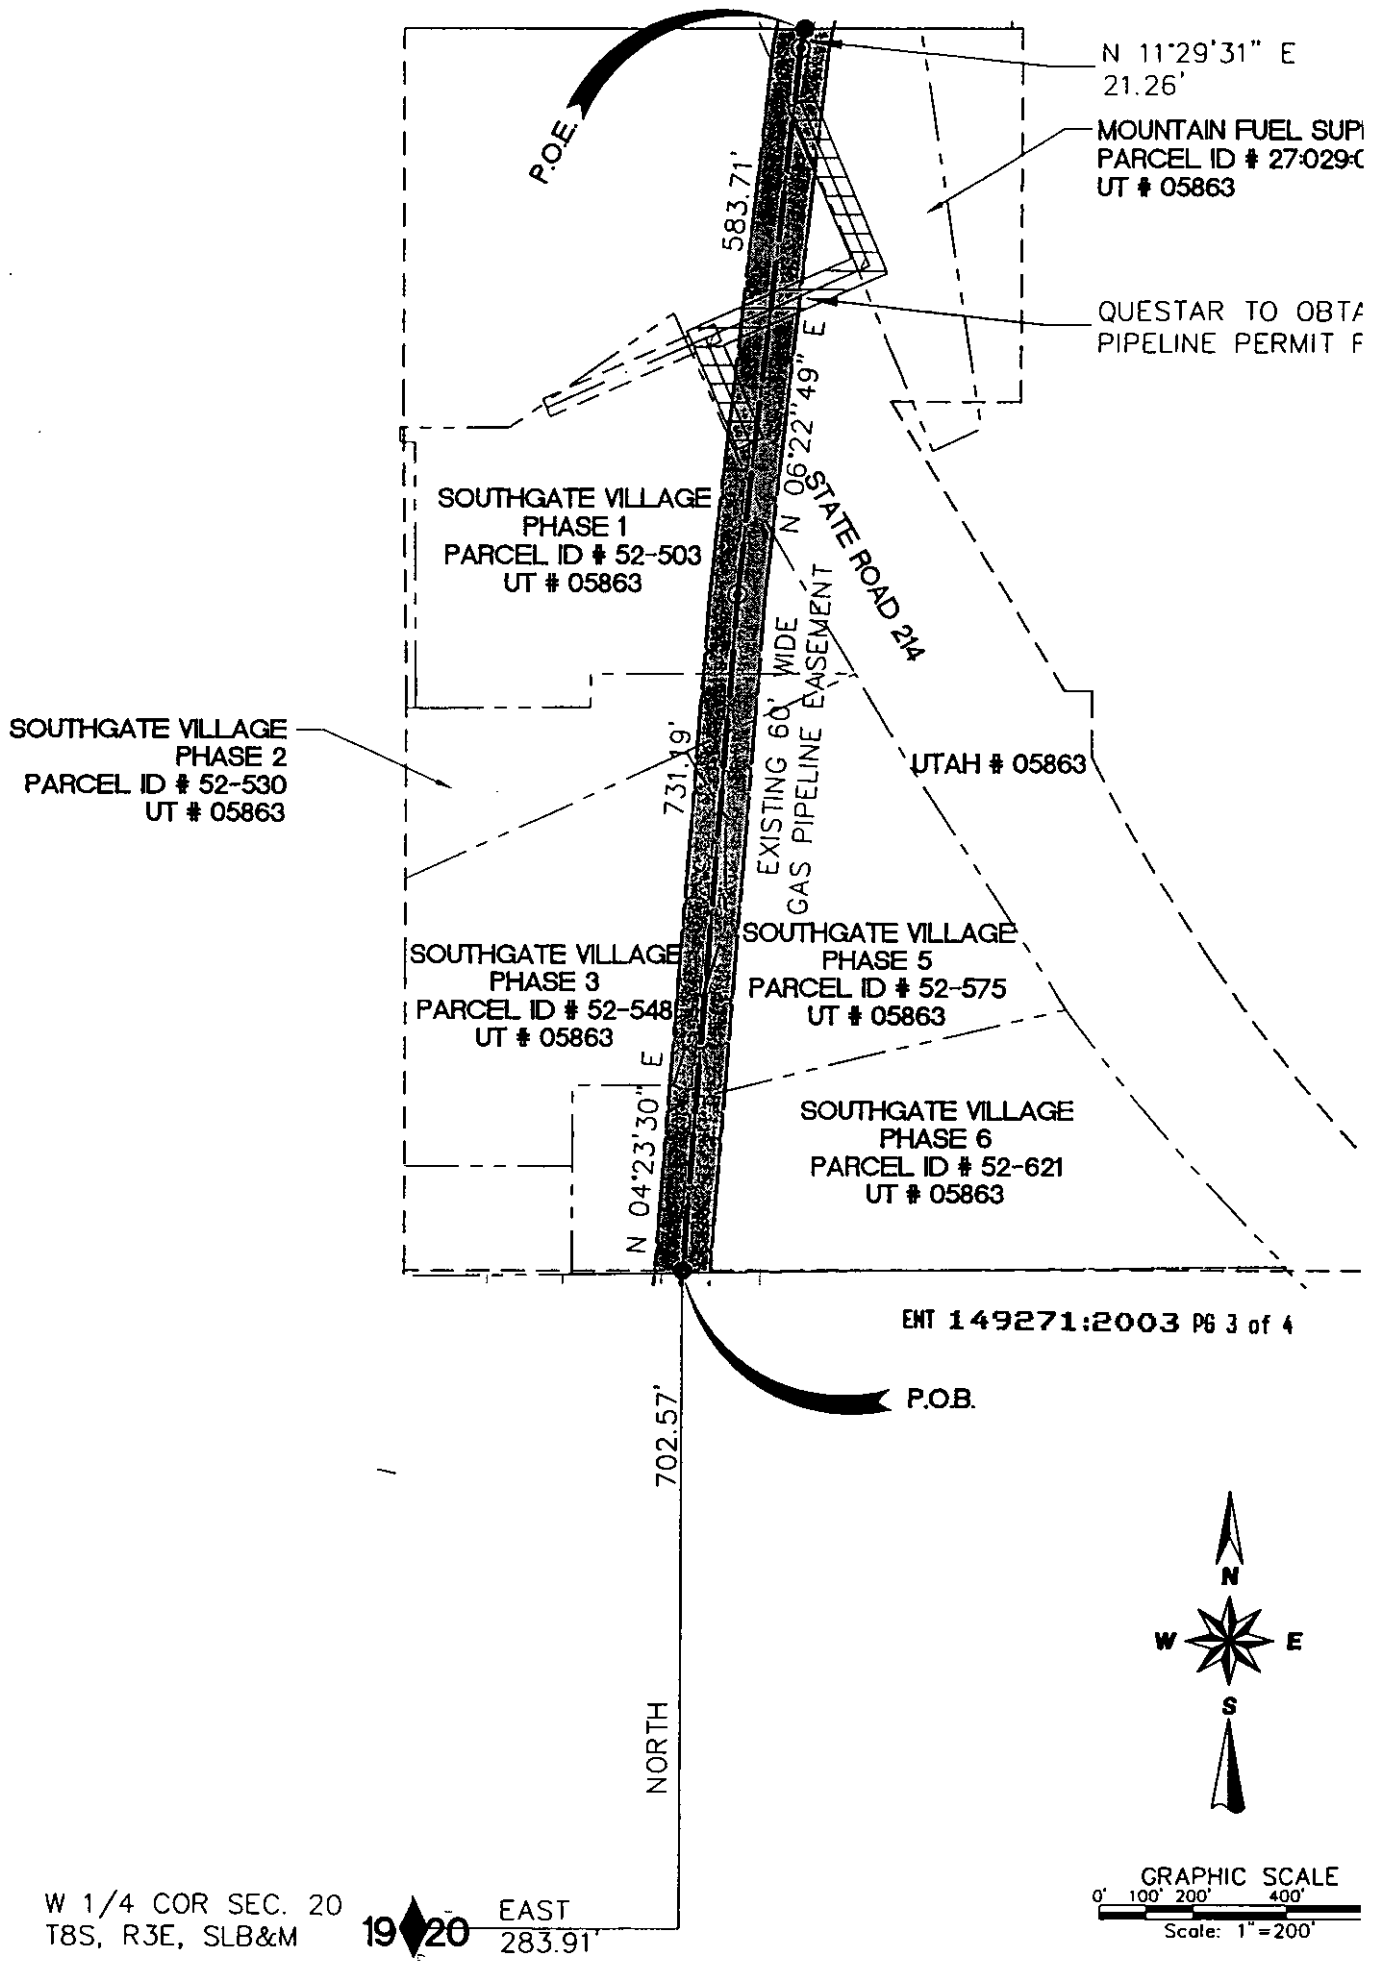 N 11°29'31" E
21.26'
P.O.E.
MOUNTAIN FUEL
PARCEL ID # 27:029:
UT # 05863
583.71'
QUESTAR TO
PIPELINE PERMIT
N 06°22'49" E
STATE ROAD 214
SOUTHGATE VILLAGE
PHASE 1
PARCEL ID # 52-503
UT # 05863
EXISTING 60' WIDE
GAS PIPELINE EASEMENT
SOUTHGATE VILLAGE
PHASE 2
PARCEL ID # 52-530
UT # 05863
731.19'
UTAH # 05863
SOUTHGATE VILLAGE
PHASE 3
PARCEL ID # 52-548
UT # 05863
SOUTHGATE VILLAGE
PHASE 5
PARCEL ID # 52-575
UT # 05863
N 04°23'30" E
SOUTHGATE VILLAGE
PHASE 6
PARCEL ID # 52-621
UT # 05863
ENT 149271:2003 PG 3 of 4
P.O.B.
702.57'
NORTH
N
W E
S
W 1/4 COR SEC. 20
T8S, R3E, SLB&M
19 20
EAST
283.91'
GRAPHIC SCALE
0' 100' 200' 400'
Scale: 1"=200'